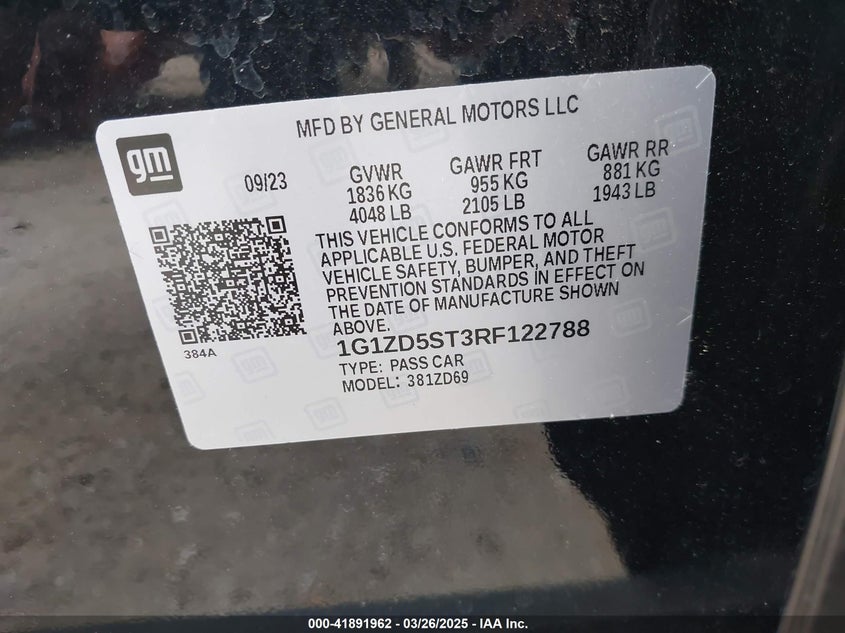 MFD BY GENERAL MOTORS LLC
gm
09/23
GVWR
1836 KG
4048 LB
GAWR FRT
955 KG
2105 LB
GAWR RR
881 KG
1943 LB
THIS VEHICLE CONFORMS TO ALL
APPLICABLE U.S. FEDERAL MOTOR
VEHICLE SAFETY, BUMPER, AND THEFT
PREVENTION STANDARDS IN EFFECT ON
THE DATE OF MANUFACTURE SHOWN
ABOVE.
384A
1G1ZD5ST3RF122788
TYPE: PASS CAR
MODEL: 381ZD69
000-41891962 - 03/26/2025 - IAA Inc.